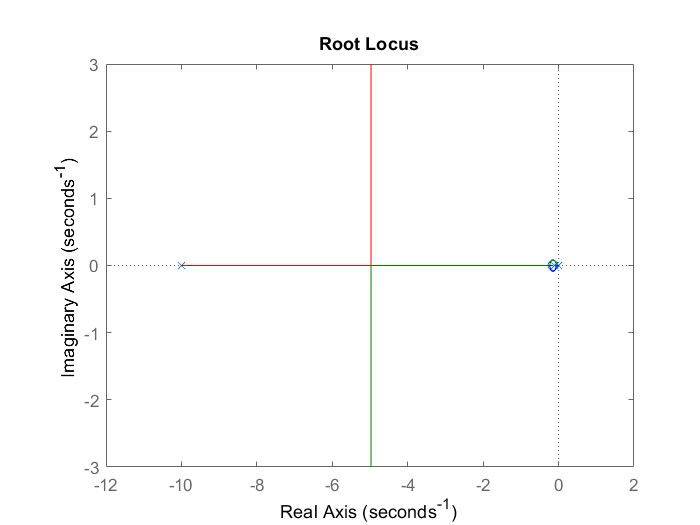 Root Locus
3
2
1
0
-1
-2
-3
-12 -10 -8 -6 -4 -2 0 2
Imaginary Axis (seconds⁻¹)
Real Axis (seconds⁻¹)